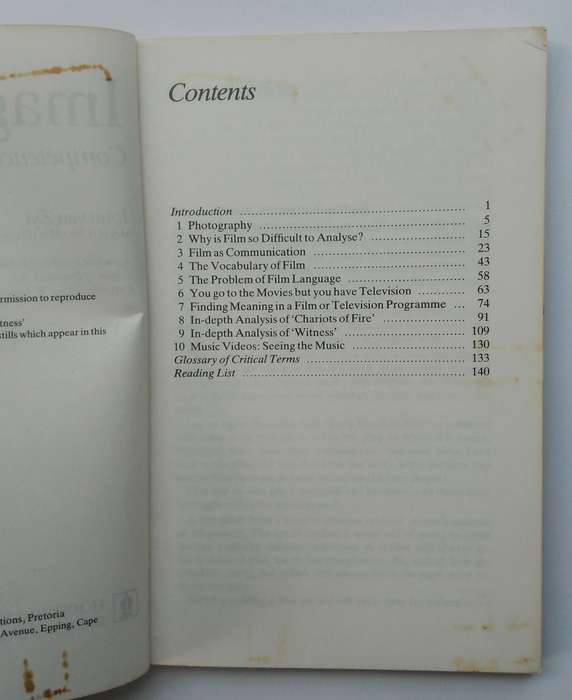 rmission to reproduce
tness'
stills which appear in this
tions, Pretoria
Avenue, Epping, Cape
Contents
Introduction ........ 1
1 Photography ........ 5
2 Why is Film so Difficult to Analyse? ........ 15
3 Film as Communication ........ 23
4 The Vocabulary of Film ........ 43
5 The Problem of Film Language ........ 58
6 You go to the Movies but you have Television ........ 63
7 Finding Meaning in a Film or Television Programme ... 74
8 In-depth Analysis of 'Chariots of Fire' ........ 91
9 In-depth Analysis of 'Witness' ........ 109
10 Music Videos: Seeing the Music ........ 130
Glossary of Critical Terms ........ 133
Reading List ........ 140